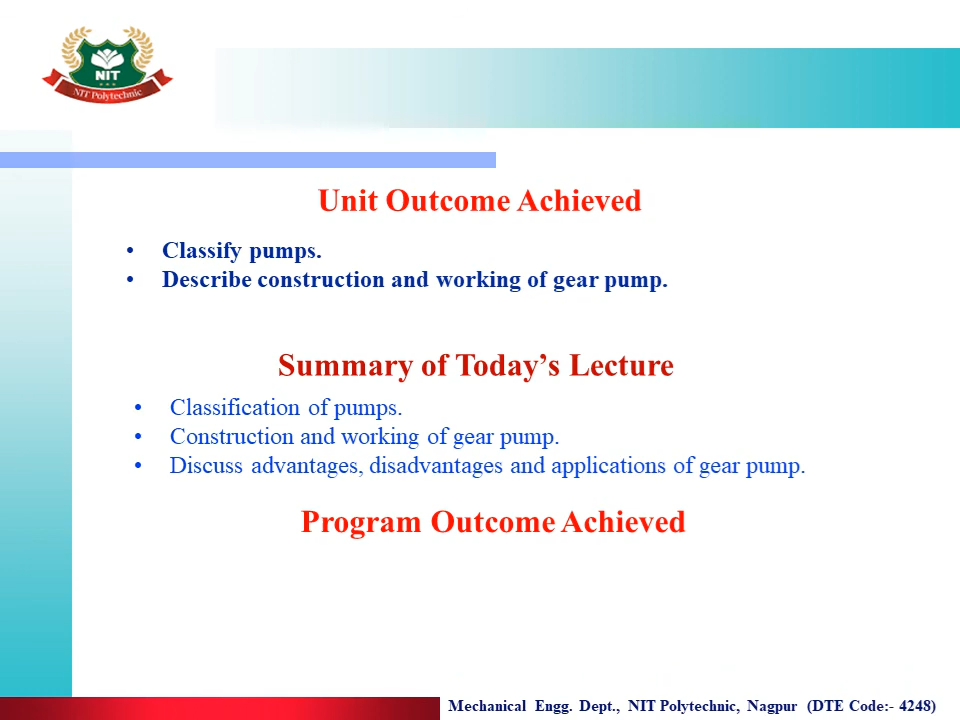 NIT
NIT Polytechnic
Unit Outcome Achieved
• Classify pumps.
• Describe construction and working of gear pump.
Summary of Today’s Lecture
• Classification of pumps.
• Construction and working of gear pump.
• Discuss advantages, disadvantages and applications of gear pump.
Program Outcome Achieved
Mechanical Engg. Dept., NIT Polytechnic, Nagpur (DTE Code:- 4248)